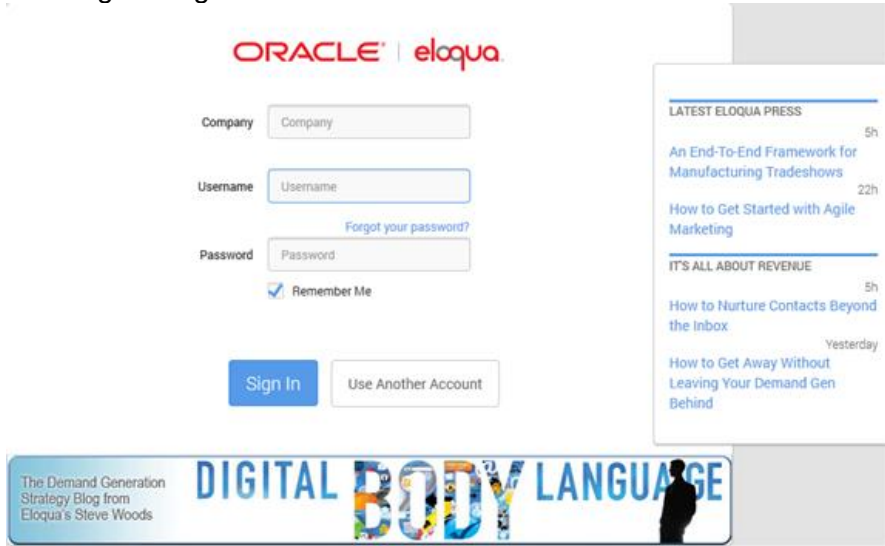 ORACLE | eloqua
Company
Company
Username
Username
Forgot your password?
Password
Password
Remember Me
Sign In
Use Another Account
LATEST ELOQUA PRESS
5h
An End-To-End Framework for
Manufacturing Tradeshows
22h
How to Get Started with Agile
Marketing
IT'S ALL ABOUT REVENUE
5h
How to Nurture Contacts Beyond
the Inbox
Yesterday
How to Get Away Without
Leaving Your Demand Gen
Behind
The Demand Generation
Strategy Blog from
Eloqua's Steve Woods
DIGITAL BODY LANGUAGE